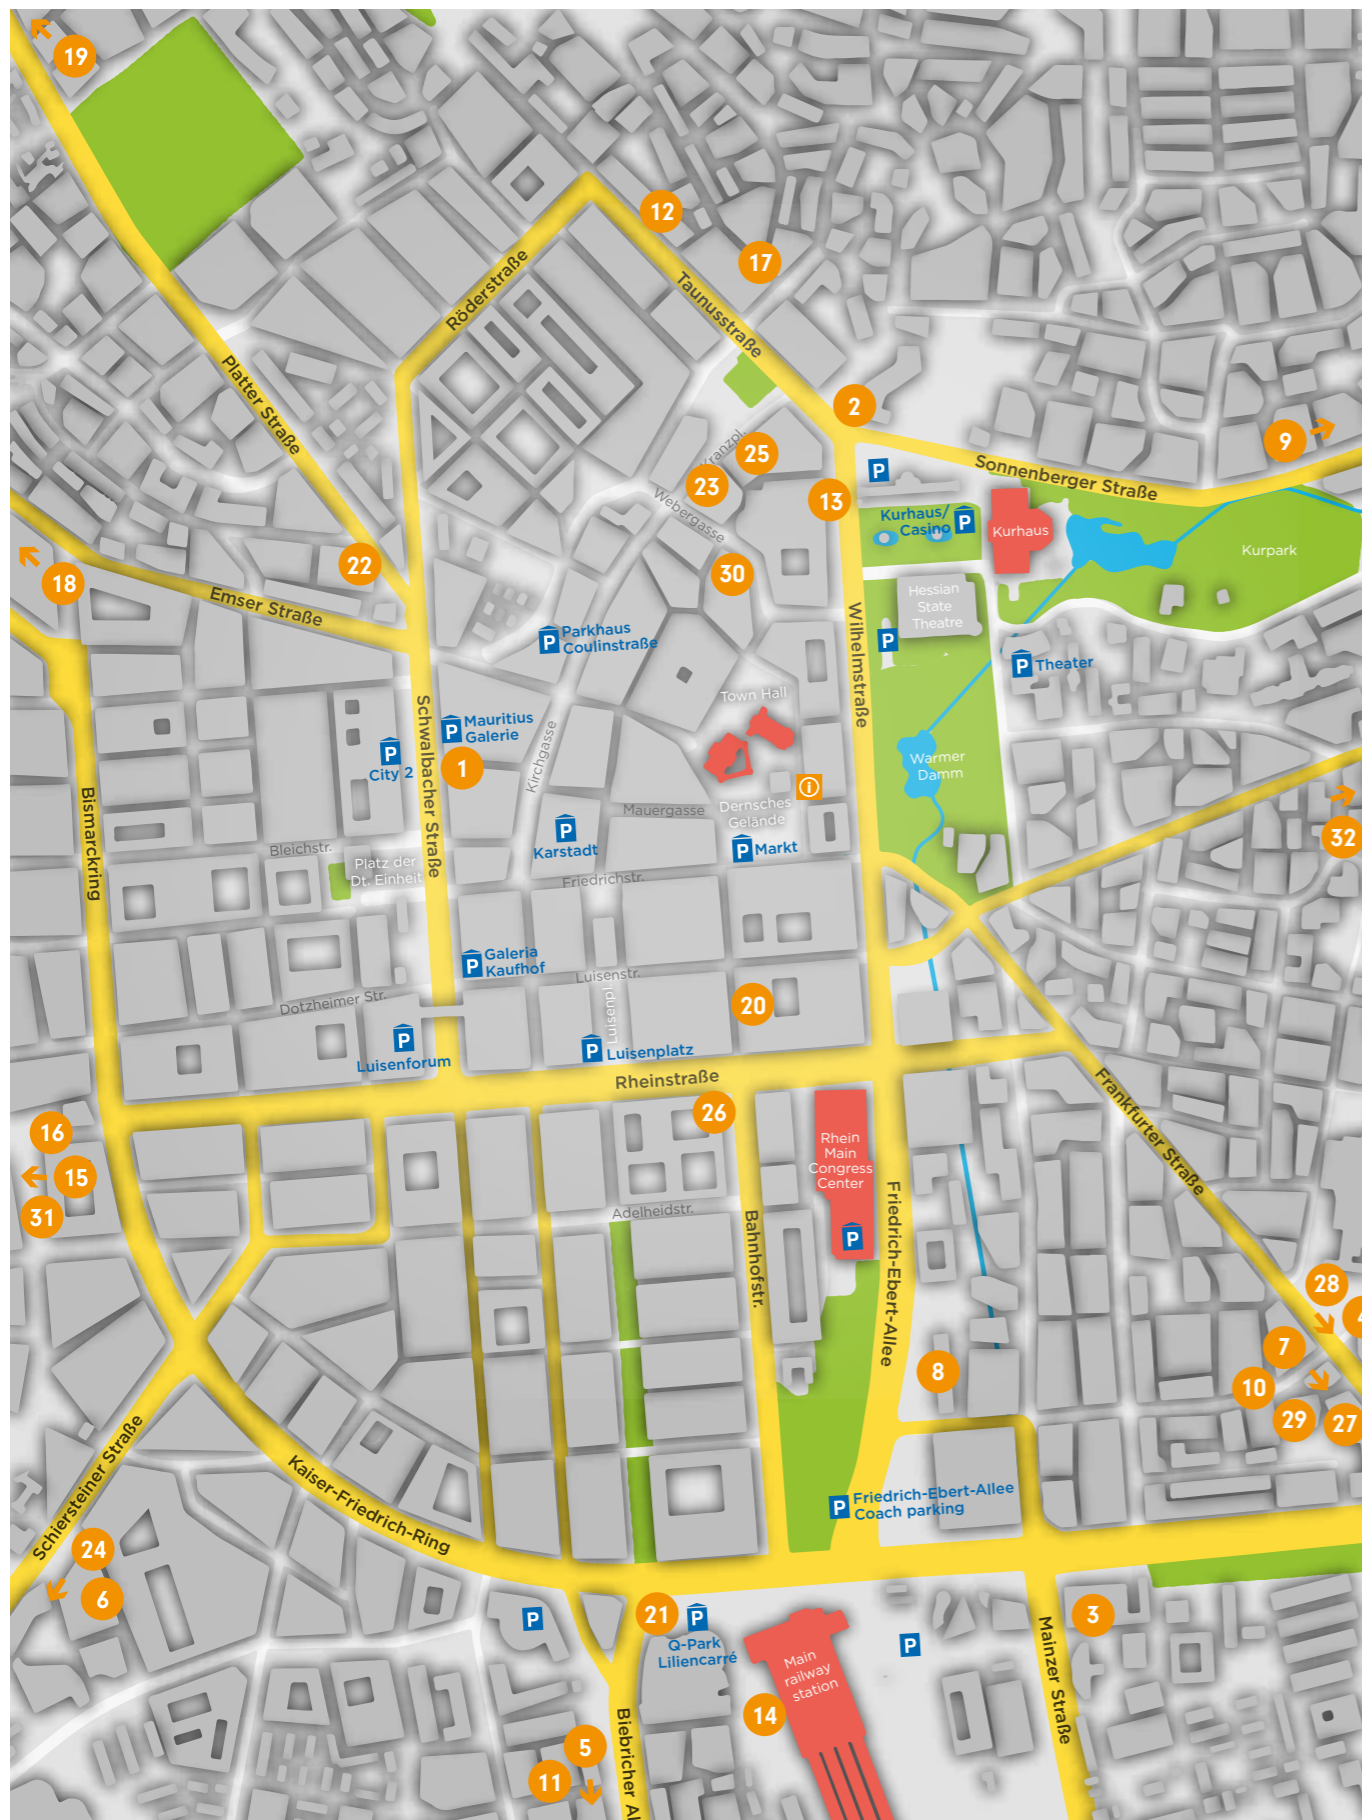 19
12
17
Röderstraße
Taunusstraße
Platter Straße
2
9
Kranzpl.
25
23
13
P
Sonnenberger Straße
Webergasse
Kurhaus/
Casino P
Kurhaus
Kurpark
22
18
30
Emser Straße
Hessian
State
Theatre
P
P Parkhaus
Coulinstraße
Wilhelmstraße
P Theater
Town Hall
Schwalbacher Straße
P Mauritius
Galerie
Kirchgasse
P
City 2
1
Warmer
Damm
Bismarckring
i
Dernsches
Gelände
Mauergasse
P
Karstadt
P Markt
32
Bleichstr.
Platz der
Dt. Einheit
Friedrichstr.
P Galeria
Kaufhof
Luisenstr.
Luisenpl.
Dotzheimer Str.
20
P
Luisenforum
P Luisenplatz
Rheinstraße
Frankfurter Straße
26
16
15
31
Rhein
Main
Congress
Center
P
Adelheidstr.
Bahnhofstr.
Friedrich-Ebert-Allee
28
4
7
8
10
29
27
Schiersteiner Straße
Kaiser-Friedrich-Ring
P Friedrich-Ebert-Allee
Coach parking
24
6
P
21
P
Q-Park
Liliencarré
Main
railway
station
P
3
Mainzer Straße
14
5
11
Biebricher Al